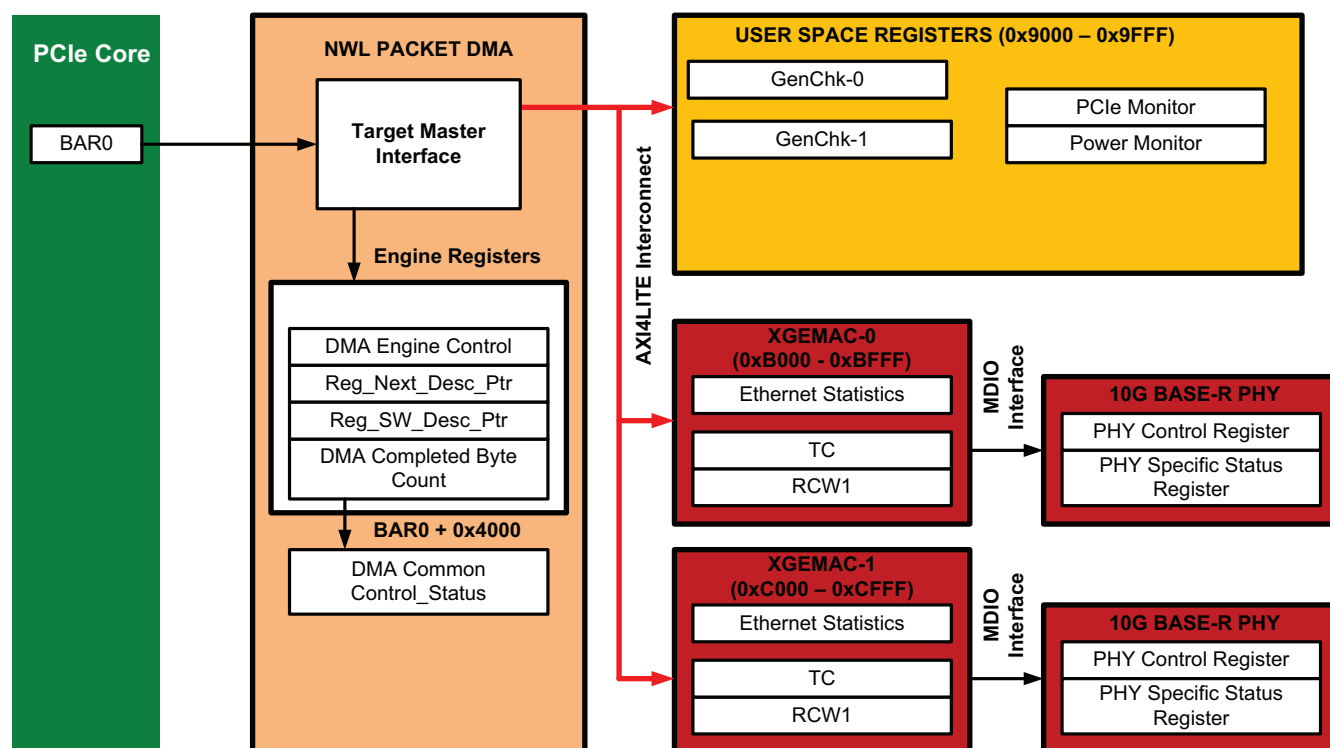 PCIe Core
BAR0
NWL PACKET DMA
Target Master
Interface
Engine Registers
DMA Engine Control
Reg_Next_Desc_Ptr
Reg_SW_Desc_Ptr
DMA Completed Byte
Count
BAR0 + 0x4000
DMA Common
Control_Status
AXI4LITE Interconnect
USER SPACE REGISTERS (0x9000 – 0x9FFF)
GenChk-0
GenChk-1
PCIe Monitor
Power Monitor
XGEMAC-0
(0xB000 - 0xBFFF)
Ethernet Statistics
TC
RCW1
MDIO
Interface
10G BASE-R PHY
PHY Control Register
PHY Specific Status
Register
XGEMAC-1
(0xC000 – 0xCFFF)
Ethernet Statistics
TC
RCW1
MDIO
Interface
10G BASE-R PHY
PHY Control Register
PHY Specific Status
Register